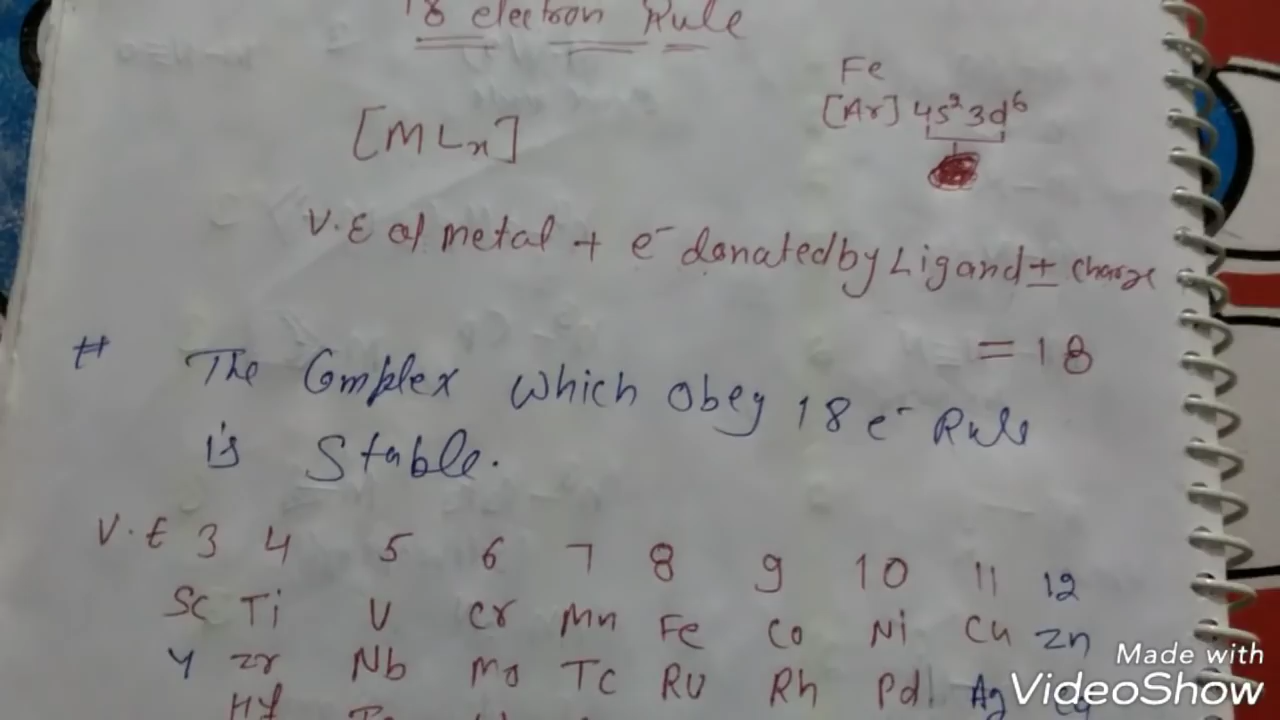 18 electron Rule
Fe
[Ar] 4s² 3d⁶
[MLx]
V.E of metal + e⁻ donated by Ligand ± charge
= 18
# The Complex which obey 18 e⁻ Rule
is Stable.
V.E 3 4 5 6 7 8 9 10 11 12
Sc Ti V Cr Mn Fe Co Ni Cu Zn
Y Zr Nb Mo Tc Ru Rh Pd Ag
Hf
Made with
VideoShow